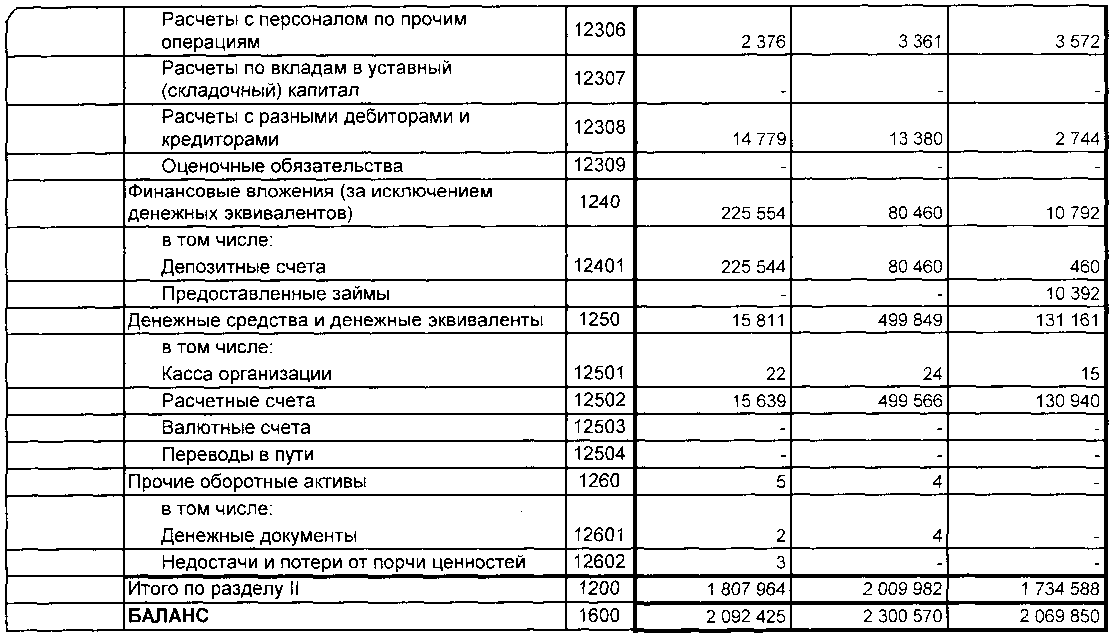 Расчеты с персоналом по прочим
операциям 12306 2 376 3 361 3 572
Расчеты по вкладам в уставный
(складочный) капитал 12307 - - -
Расчеты с разными дебиторами и
кредиторами 12308 14 779 13 380 2 744
Оценочные обязательства 12309 - - -
Финансовые вложения (за исключением
денежных эквивалентов) 1240 225 554 80 460 10 792
в том числе:
Депозитные счета 12401 225 544 80 460 460
Предоставленные займы - - 10 392
Денежные средства и денежные эквиваленты 1250 15 811 499 849 131 161
в том числе:
Касса организации 12501 22 24 15
Расчетные счета 12502 15 639 499 566 130 940
Валютные счета 12503 - - -
Переводы в пути 12504 - - -
Прочие оборотные активы 1260 5 4 -
в том числе:
Денежные документы 12601 2 4 -
Недостачи и потери от порчи ценностей 12602 3 - -
Итого по разделу II 1200 1 807 964 2 009 982 1 734 588
БАЛАНС 1600 2 092 425 2 300 570 2 069 850